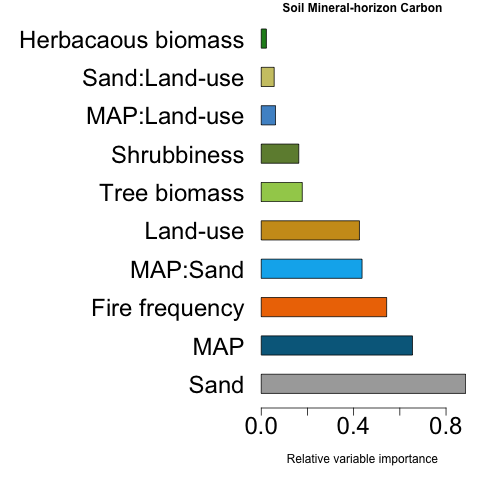 Soil Mineral-horizon Carbon
Herbacaous biomass
Sand:Land-use
MAP:Land-use
Shrubbiness
Tree biomass
Land-use
MAP:Sand
Fire frequency
MAP
Sand
0.0 0.4 0.8
Relative variable importance